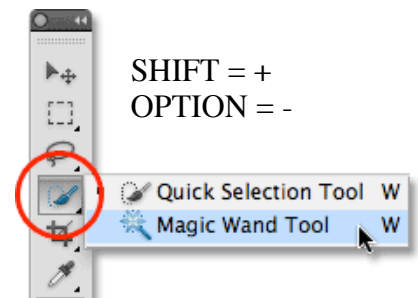 SHIFT = +
OPTION = -
Quick Selection Tool W
Magic Wand Tool W